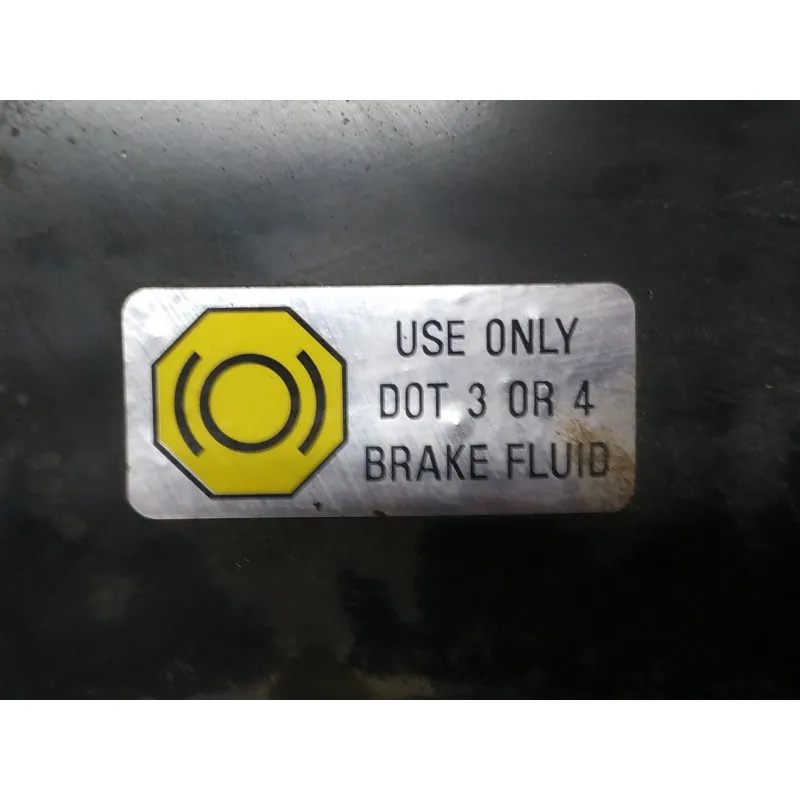 USE ONLY
DOT 3 OR 4
BRAKE FLUID